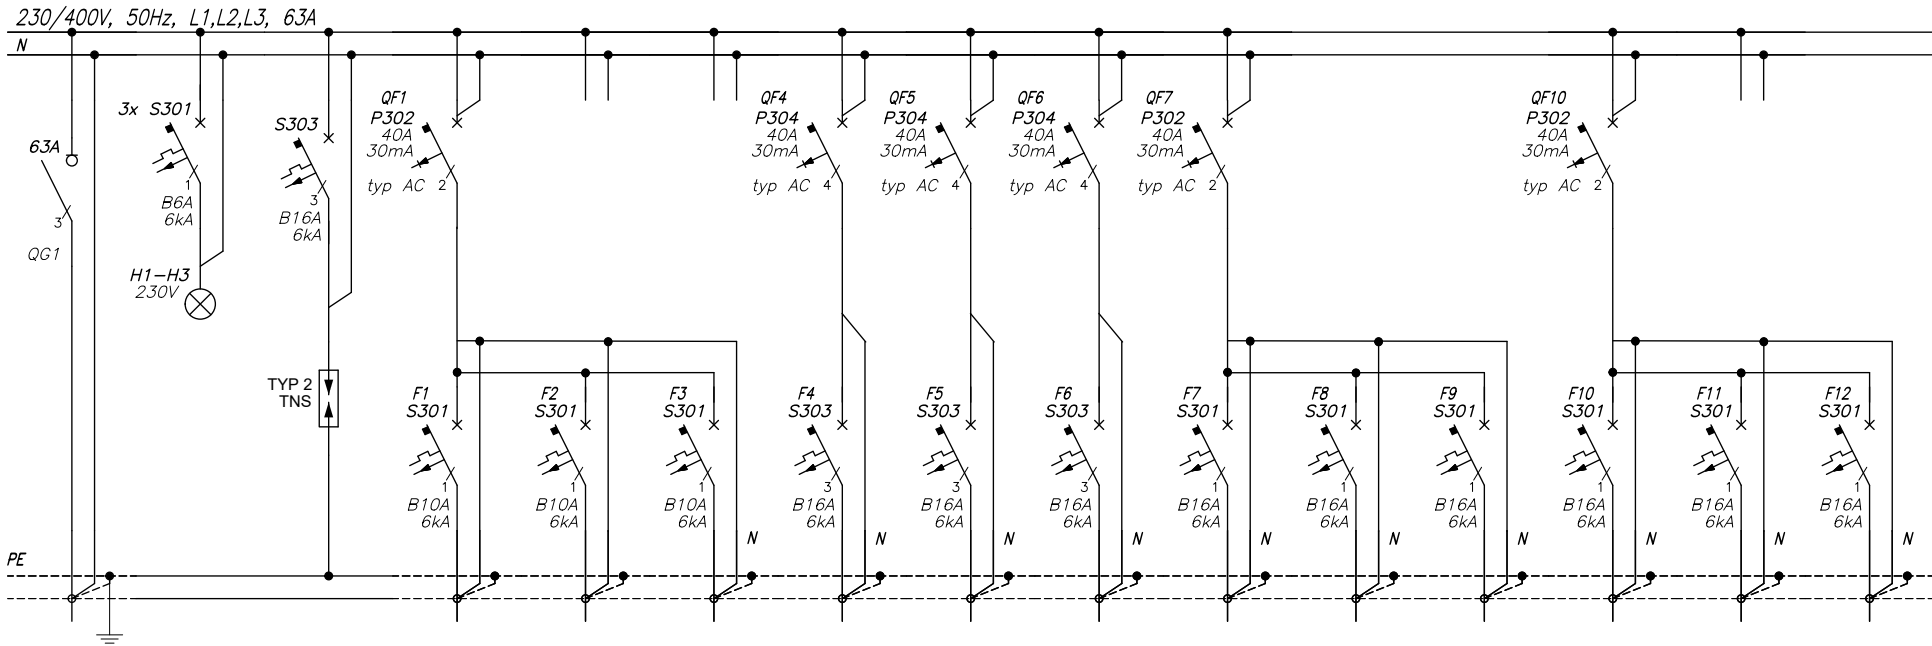 230/400V, 50Hz, L1,L2,L3, 63A
N
63A
3
QG1
3x S301
1
B6A
6kA
H1-H3
230V
S303
3
B16A
6kA
TYP 2
TNS
QF1
P302
40A
30mA
typ AC 2
QF4
P304
40A
30mA
typ AC 4
QF5
P304
40A
30mA
typ AC 4
QF6
P304
40A
30mA
typ AC 4
QF7
P302
40A
30mA
typ AC 2
QF10
P302
40A
30mA
typ AC 2
F1
S301
1
B10A
6kA
F2
S301
1
B10A
6kA
F3
S301
1
B10A
6kA
N
F4
S303
3
B16A
6kA
N
F5
S303
3
B16A
6kA
N
F6
S303
3
B16A
6kA
N
F7
S301
1
B16A
6kA
N
F8
S301
1
B16A
6kA
N
F9
S301
1
B16A
6kA
N
F10
S301
1
B16A
6kA
N
F11
S301
1
B16A
6kA
N
F12
S301
1
B16A
6kA
N
PE